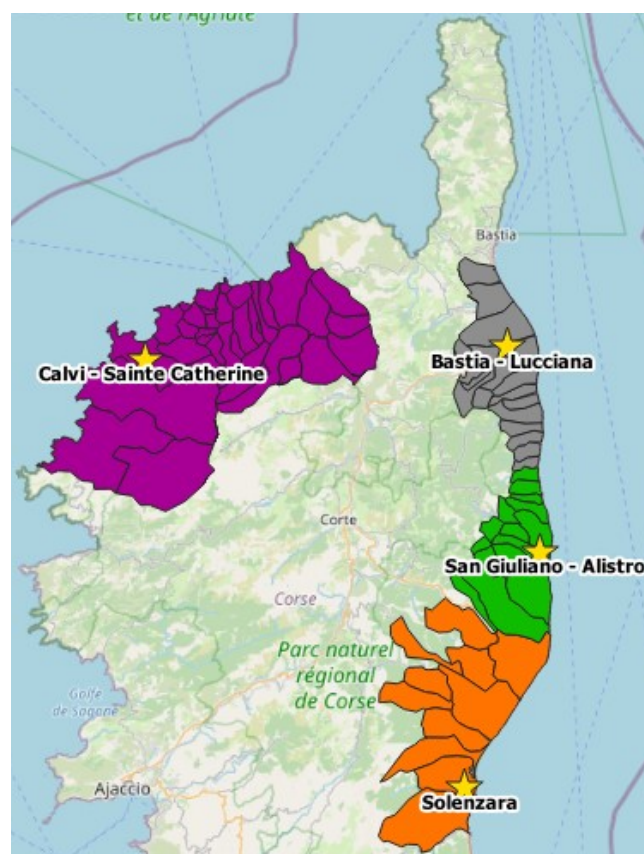 et de l'Agriate
Bastia
Bastia - Lucciana
Calvi - Sainte Catherine
Corte
San Giuliano - Alistro
Corse
Parc naturel
régional
de Corse
Golfe
de Sagone
Ajaccio
Solenzara